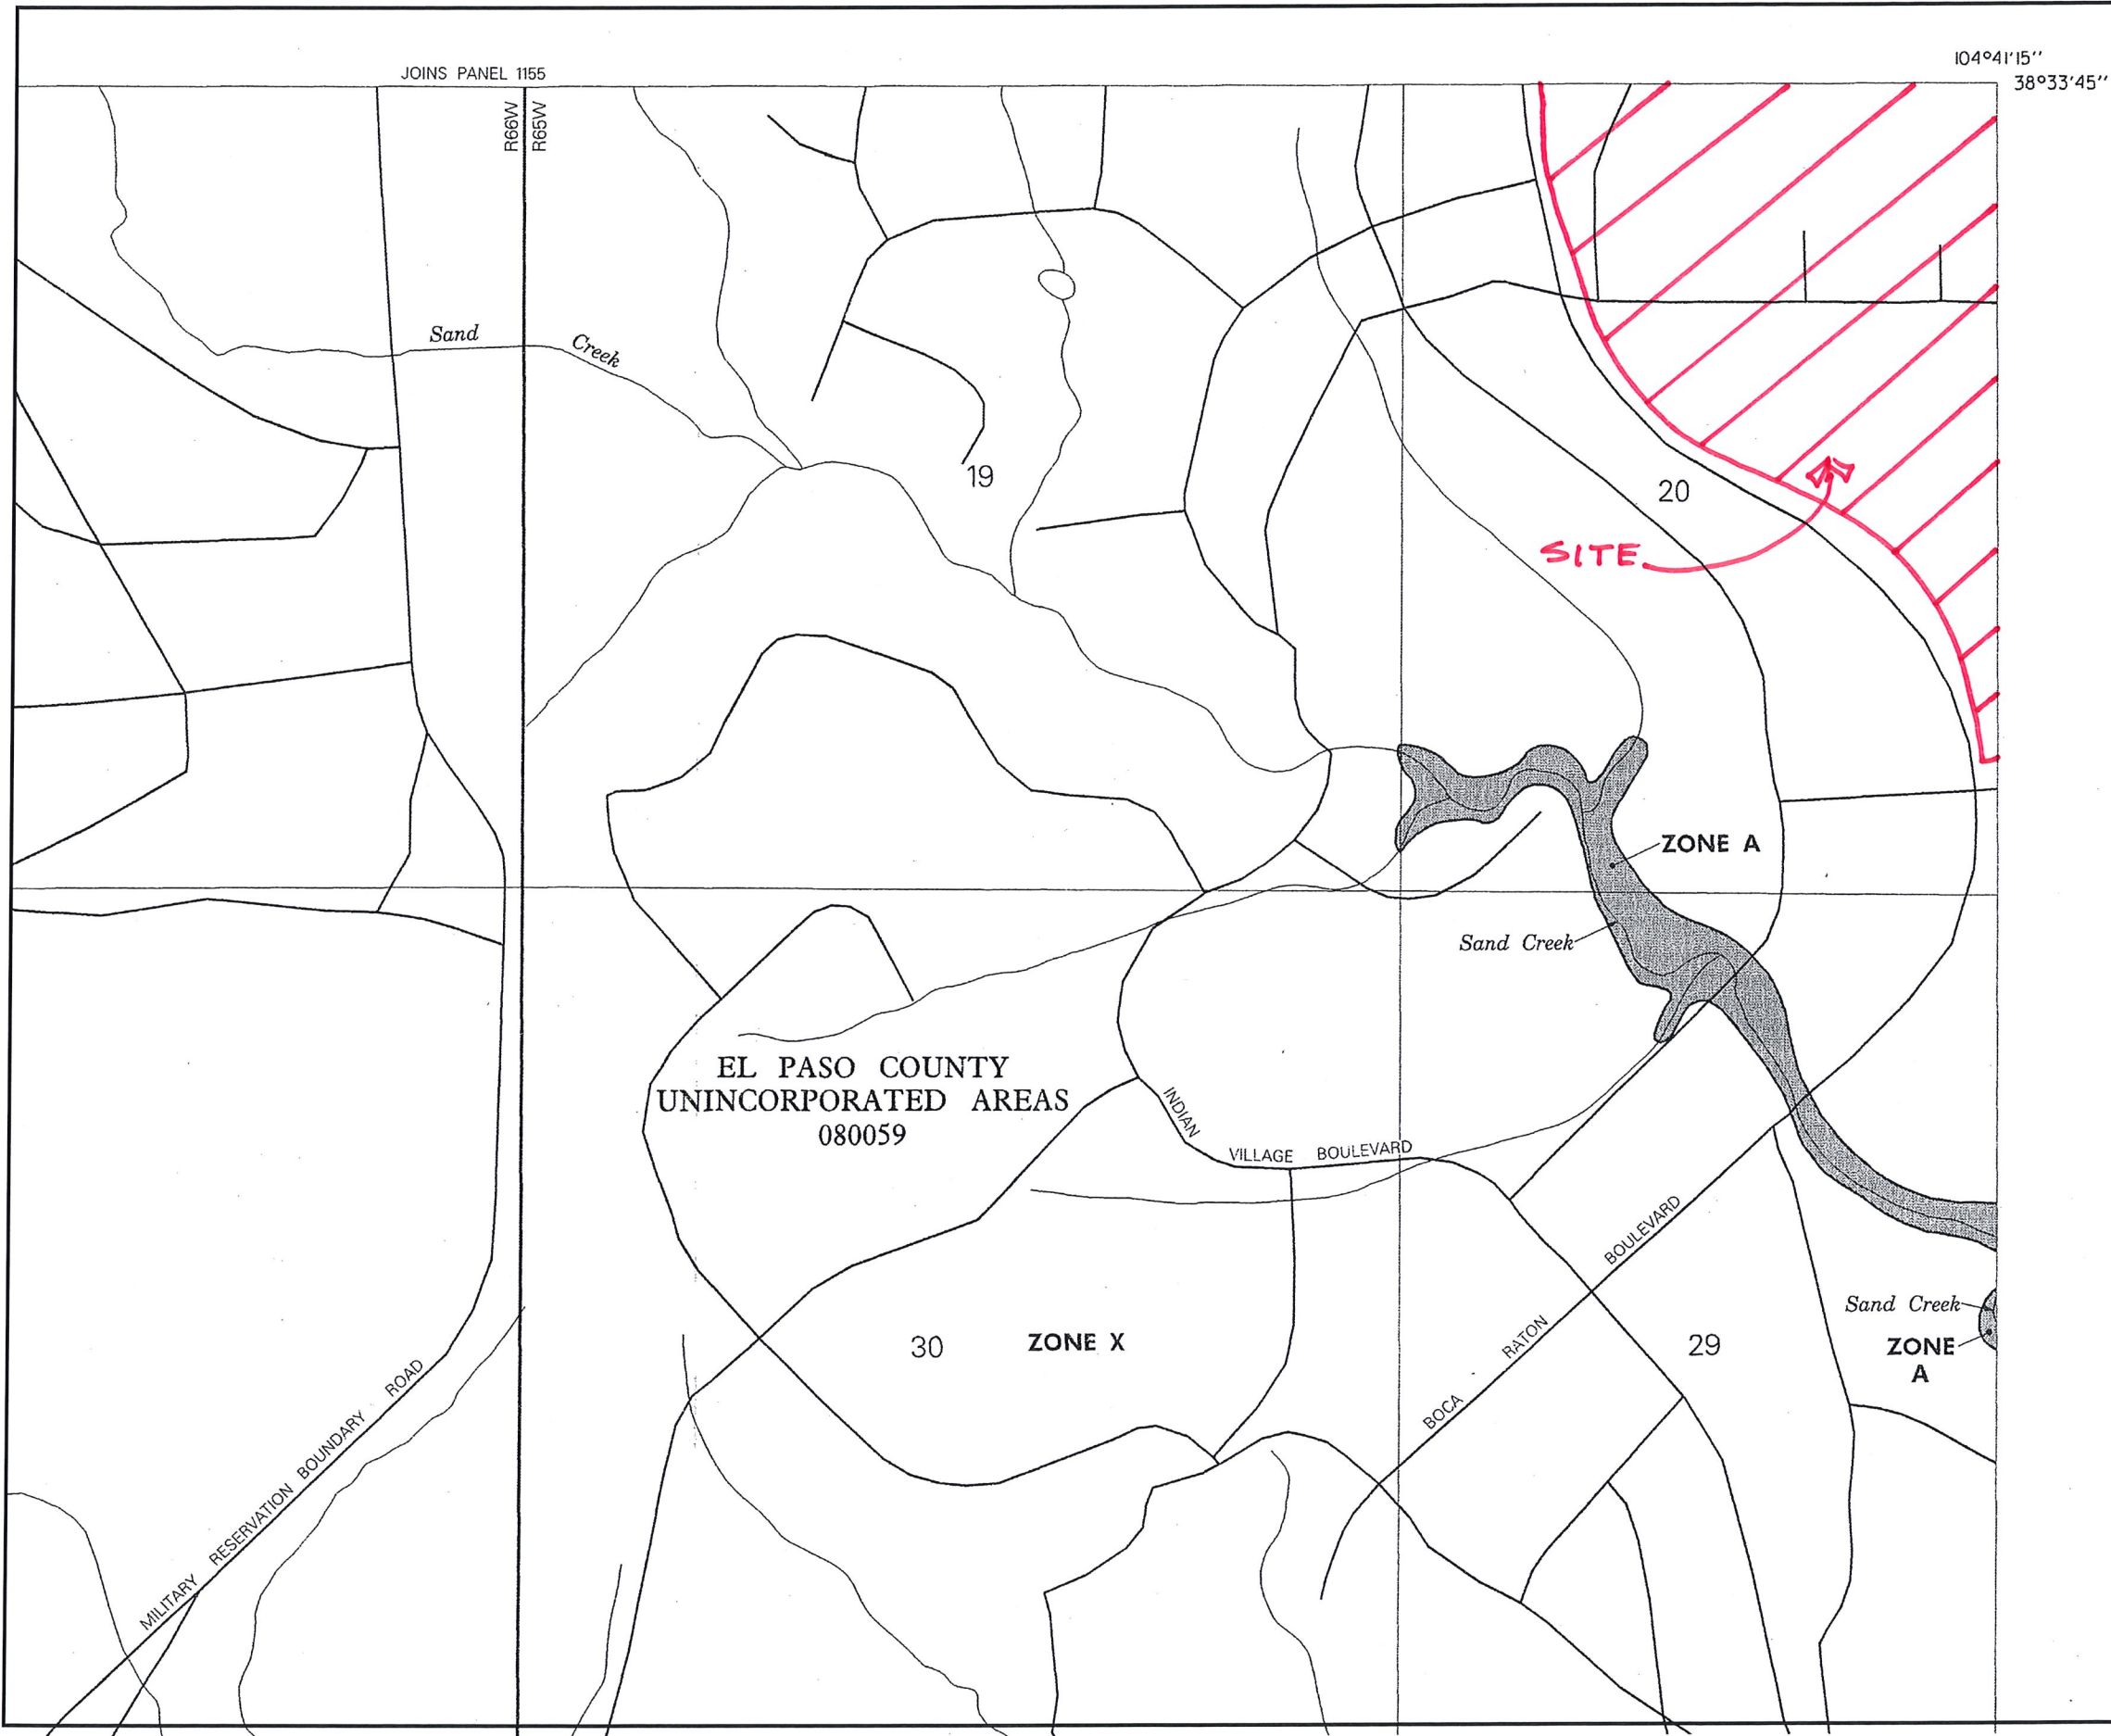 104°41'15''
38°33'45''
JOINS PANEL 1155
R66W
R65W
Sand Creek
19
20
SITE
ZONE A
Sand Creek
EL PASO COUNTY
UNINCORPORATED AREAS
080059
INDIAN VILLAGE BOULEVARD
BOCA RATON BOULEVARD
Sand Creek
ZONE
A
30
ZONE X
29
MILITARY RESERVATION BOUNDARY ROAD